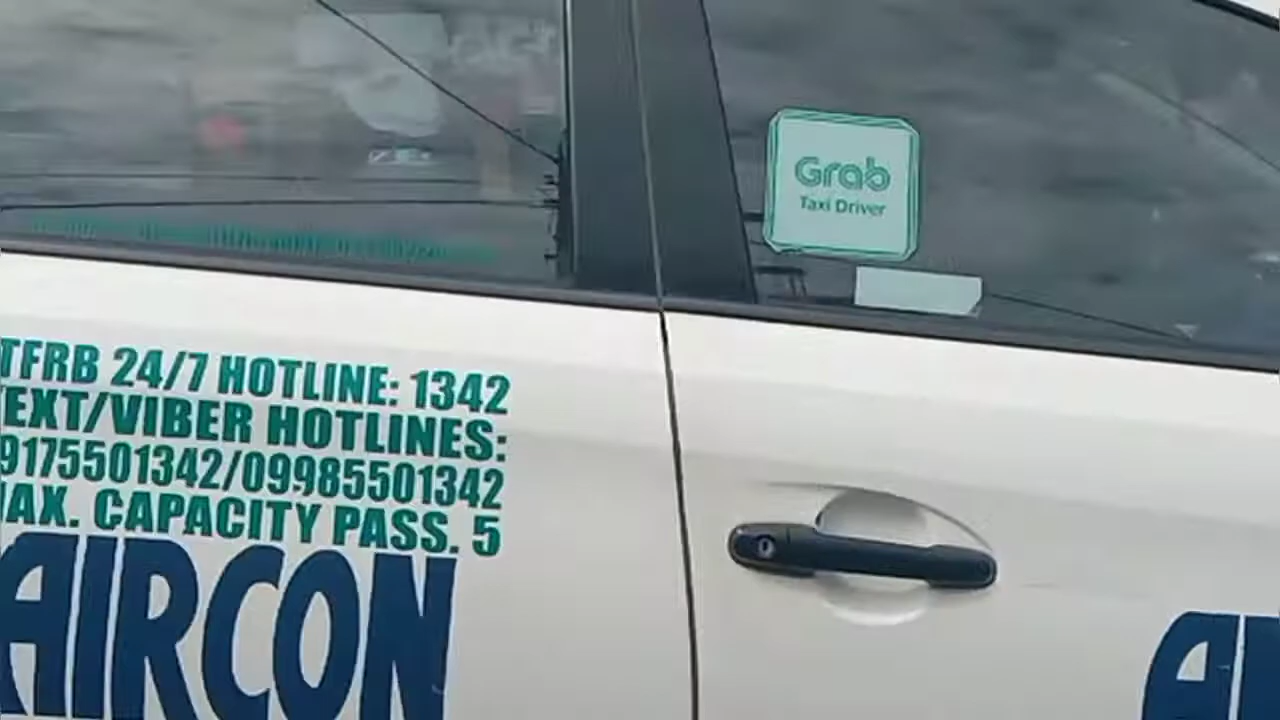 Grab
Taxi Driver
TFRB 24/7 HOTLINE: 1342
TEXT/VIBER HOTLINES:
9175501342/09985501342
MAX. CAPACITY PASS. 5
AIRCON